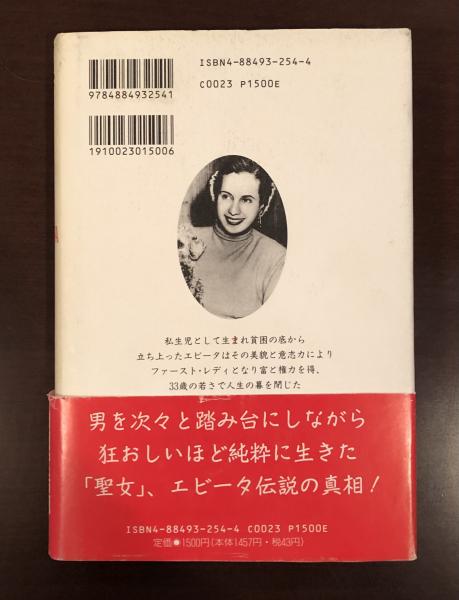 ISBN4-88493-254-4
C0023 P1500E
9784884932541
1910023015006
私生児として生まれ貧困の底から
立ち上ったエビータはその美貌と意志力により
ファースト・レディとなり富と権力を得、
33歳の若さで人生の幕を閉じた
男を次々と踏み台にしながら
狂おしいほど純粋に生きた
「聖女」、エビータ伝説の真相!
ISBN4-88493-254-4 C0023 P1500E
定価●1500円(本体1457円・税43円)